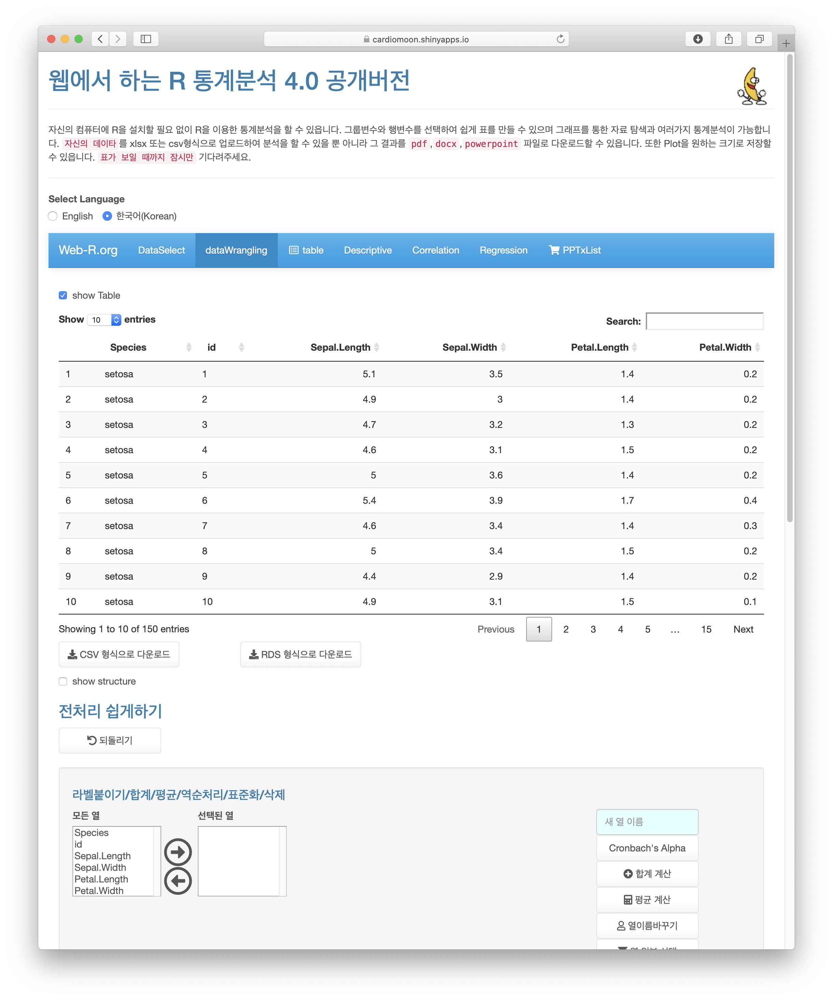 cardiomoon.shinyapps.io
웹에서 하는 R 통계분석 4.0 공개버전
자신의 컴퓨터에 R을 설치할 필요 없이 R을 이용한 통계분석을 할 수 있읍니다. 그룹변수와 행변수를 선택하여 쉽게 표를 만들 수 있으며 그래프를 통한 자료 탐색과 여러가지 통계분석이 가능합니
다. 자신의 데이타 를 xlsx 또는 csv형식으로 업로드하여 분석을 할 수 있을 뿐 아니라 그 결과를 pdf , docx , powerpoint 파일로 다운로드할 수 있읍니다. 또한 Plot을 원하는 크기로 저장할
수 있읍니다. 표가 보일 때까지 잠시만 기다려주세요.
Select Language
English 한국어(Korean)
Web-R.org DataSelect dataWrangling table Descriptive Correlation Regression PPTxList
show Table
Show 10 entries Search:
Species id Sepal.Length Sepal.Width Petal.Length Petal.Width
1 setosa 1 5.1 3.5 1.4 0.2
2 setosa 2 4.9 3 1.4 0.2
3 setosa 3 4.7 3.2 1.3 0.2
4 setosa 4 4.6 3.1 1.5 0.2
5 setosa 5 5 3.6 1.4 0.2
6 setosa 6 5.4 3.9 1.7 0.4
7 setosa 7 4.6 3.4 1.4 0.3
8 setosa 8 5 3.4 1.5 0.2
9 setosa 9 4.4 2.9 1.4 0.2
10 setosa 10 4.9 3.1 1.5 0.1
Showing 1 to 10 of 150 entries Previous 1 2 3 4 5 … 15 Next
CSV 형식으로 다운로드 RDS 형식으로 다운로드
show structure
전처리 쉽게하기
되돌리기
라벨붙이기/합계/평균/역순처리/표준화/삭제
모든 열 선택된 열
새 열 이름
Species
id
Sepal.Length
Sepal.Width
Petal.Length
Petal.Width
Cronbach's Alpha
합계 계산
평균 계산
열이름바꾸기